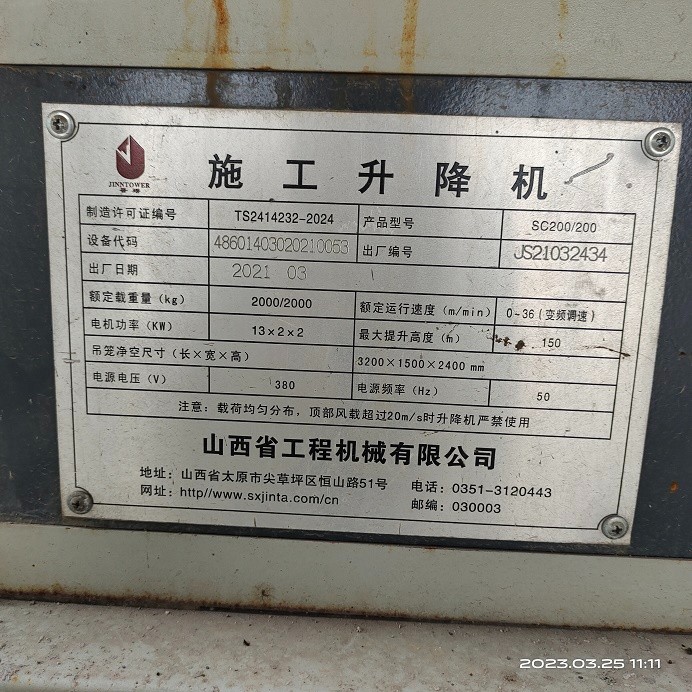 JINNTOWER
晋塔
施工升降机
制造许可证编号 TS2414232-2024 产品型号 SC200/200
设备代码 48601403020210053 出厂编号 JS21032434
出厂日期 2021 03
额定载重量(kg) 2000/2000 额定运行速度(m/min) 0-36(变频调速)
电机功率(KW) 13×2×2 最大提升高度(m) 150
吊笼净空尺寸(长×宽×高) 3200×1500×2400 mm
电源电压(V) 380 电源频率(Hz) 50
注意:载荷均匀分布,顶部风载超过20m/s时升降机严禁使用
山西省工程机械有限公司
地址:山西省太原市尖草坪区恒山路51号 电话:0351-3120443
网址:http//www.sxjinta.com/cn 邮编:030003
2023.03.25 11:11